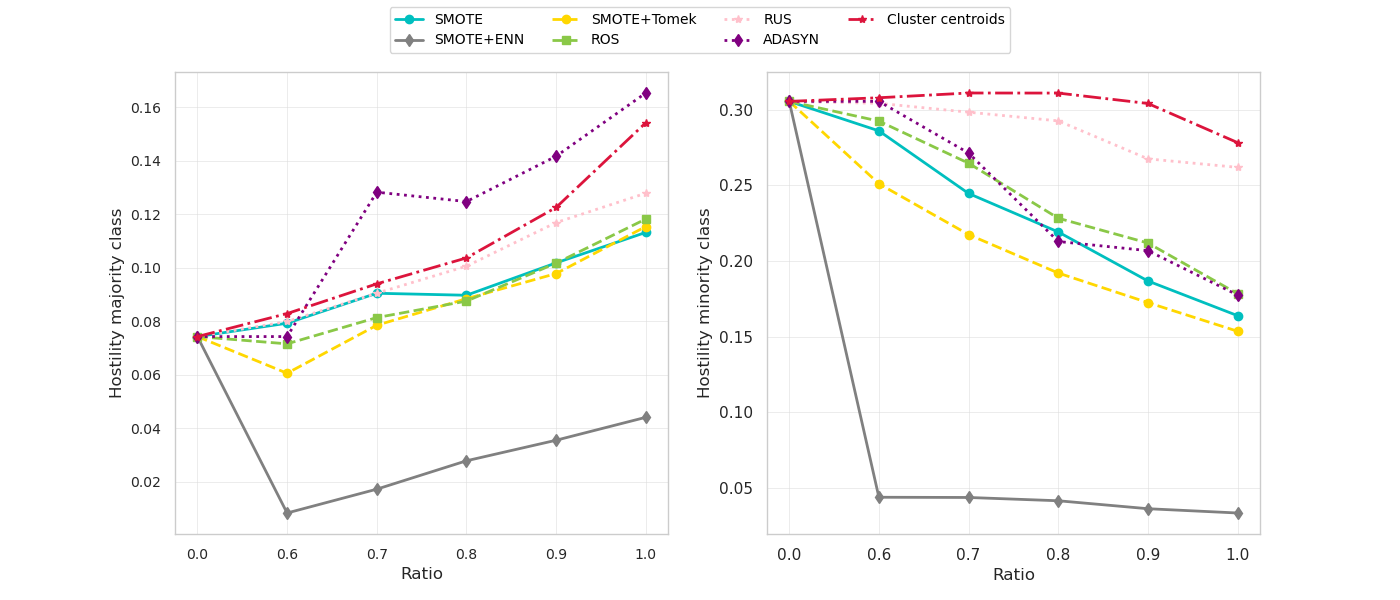 SMOTE
SMOTE+ENN
SMOTE+Tomek
ROS
RUS
ADASYN
Cluster centroids
Hostility majority class
0.16
0.14
0.12
0.10
0.08
0.06
0.04
0.02
0.0 0.6 0.7 0.8 0.9 1.0
Ratio
Hostility minority class
0.30
0.25
0.20
0.15
0.10
0.05
0.0 0.6 0.7 0.8 0.9 1.0
Ratio